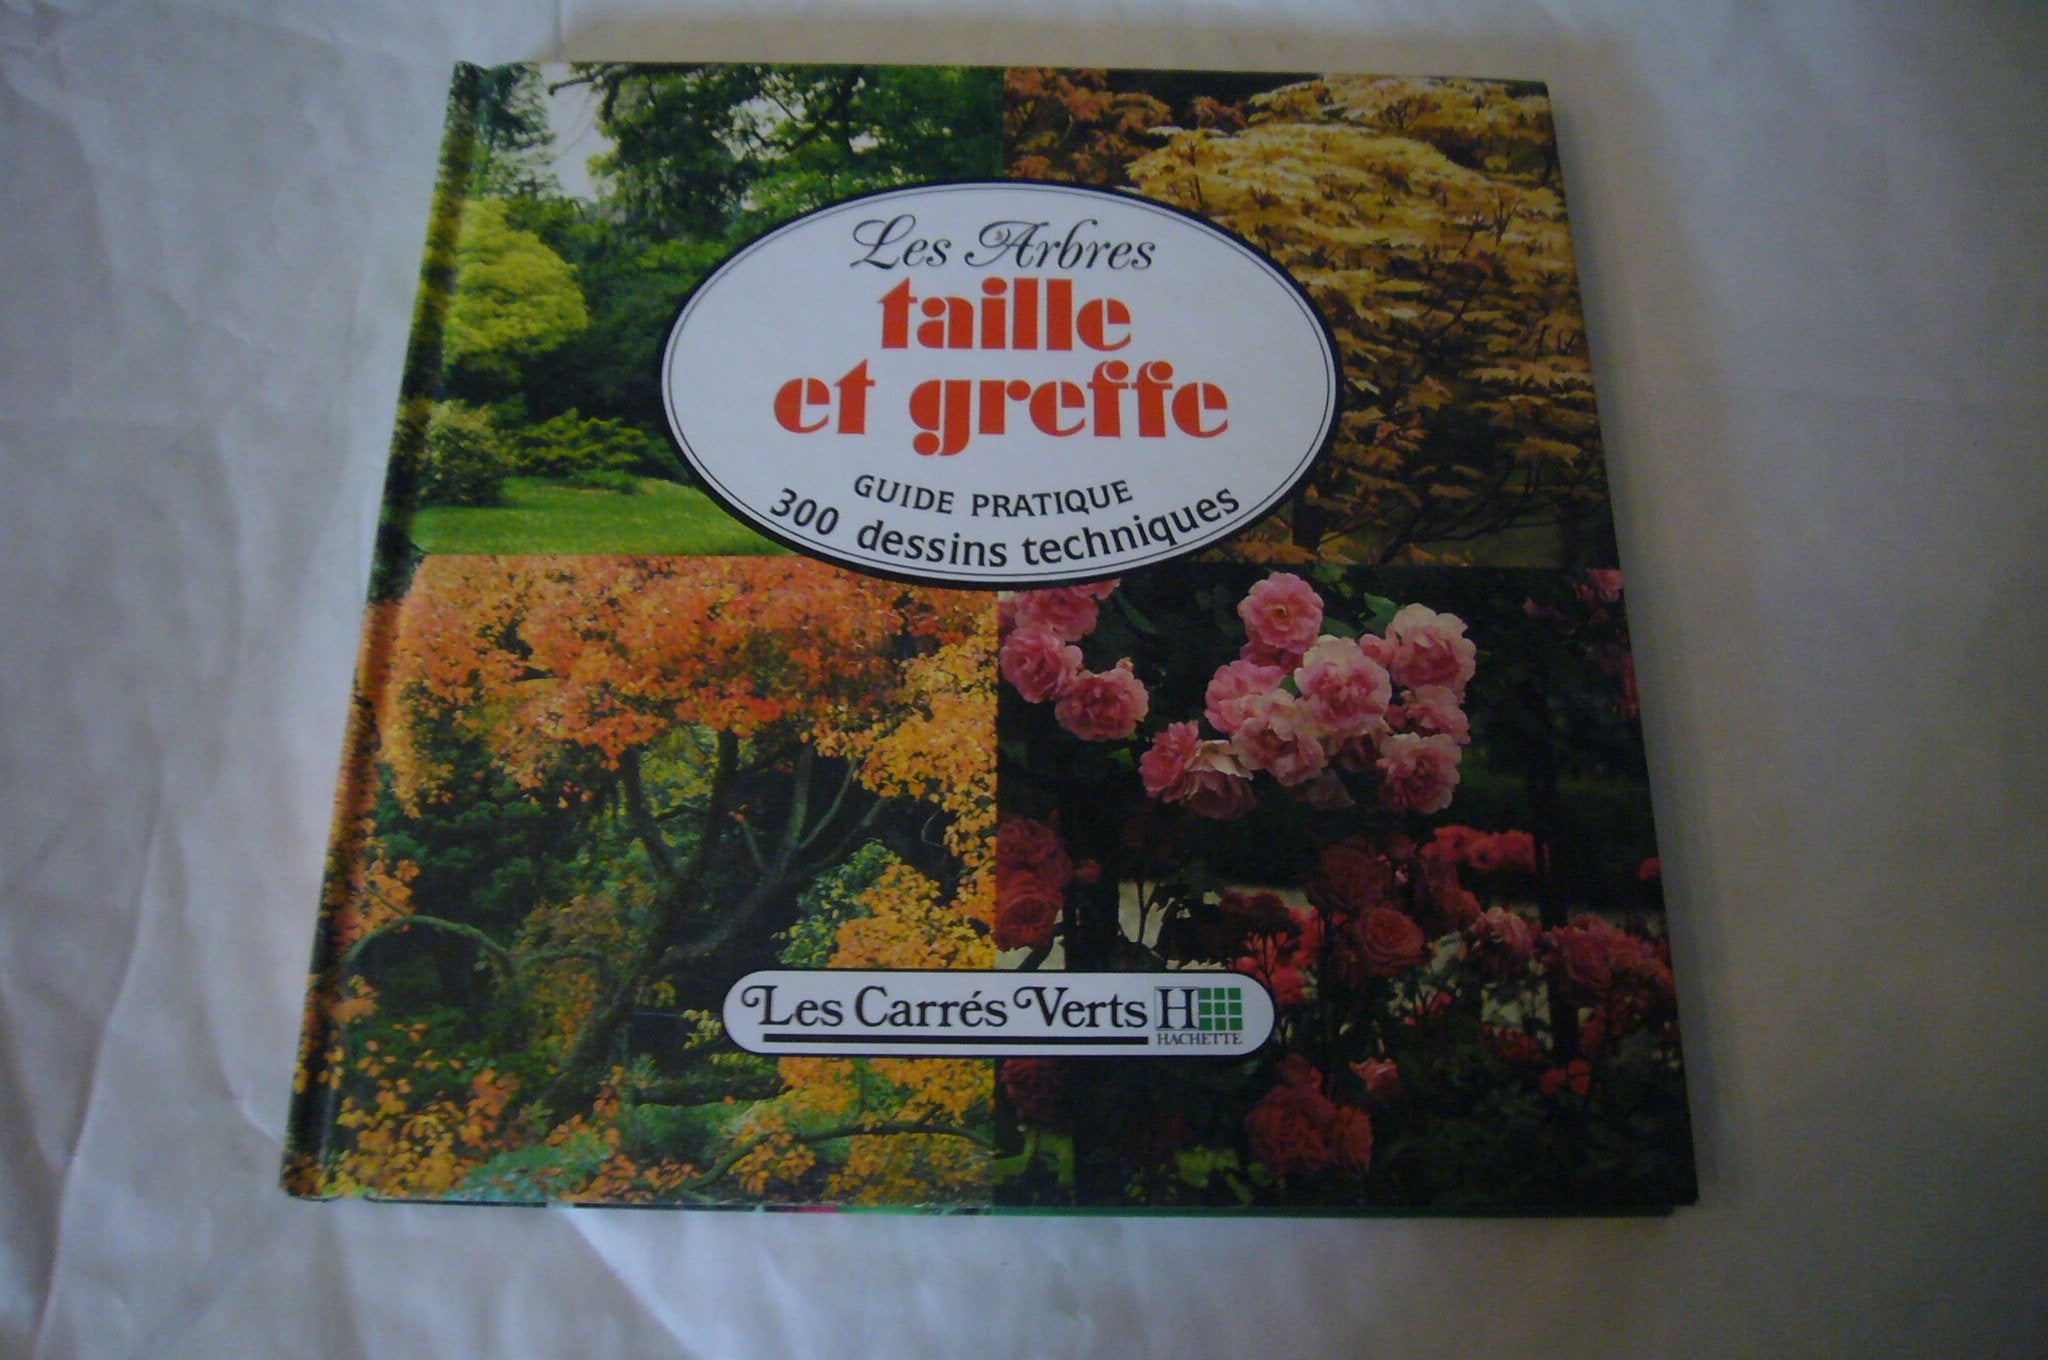 Les Arbres
taille
et greffe
GUIDE PRATIQUE
300 dessins techniques
Les Carrés Verts H
HACHETTE